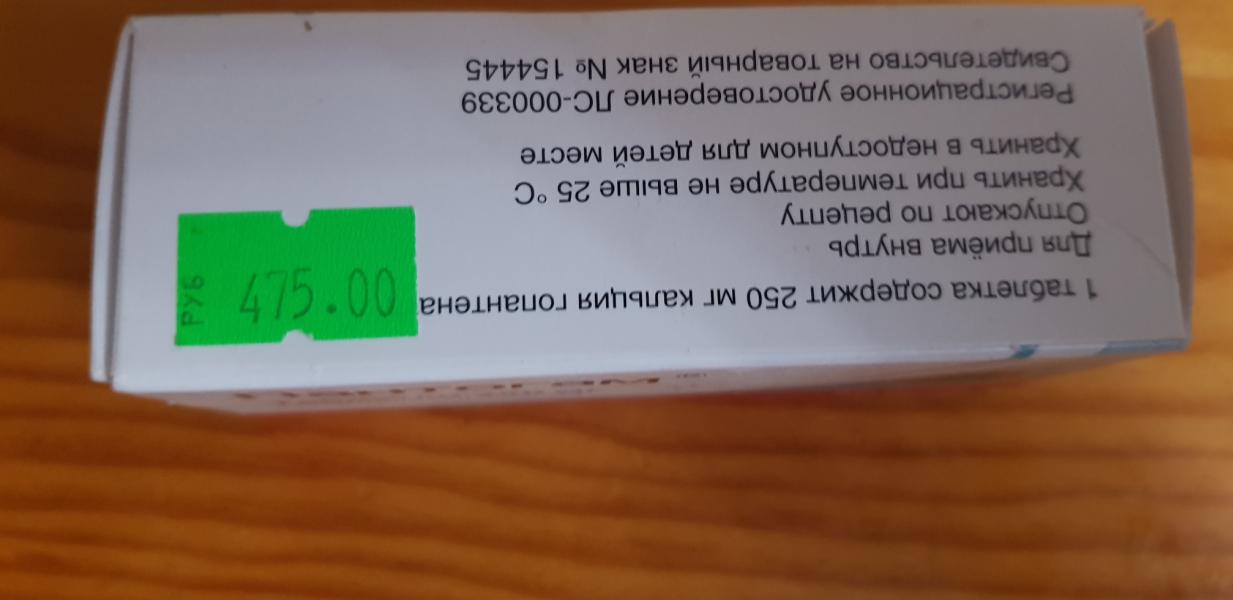 1 таблетка содержит 250 мг кальция гопантена
Для приёма внутрь
Отпускают по рецепту
Хранить при температуре не выше 25 °C
Хранить в недоступном для детей месте
Регистрационное удостоверение ЛС-000339
Свидетельство на товарный знак № 154445
РУБ 475.00